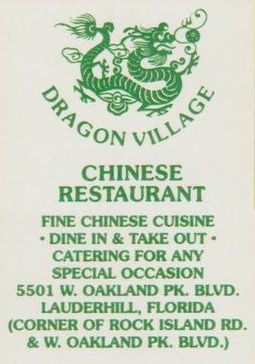 DRAGON VILLAGE
CHINESE
RESTAURANT
FINE CHINESE CUISINE
• DINE IN & TAKE OUT •
CATERING FOR ANY
SPECIAL OCCASION
5501 W. OAKLAND PK. BLVD.
LAUDERHILL, FLORIDA
(CORNER OF ROCK ISLAND RD.
& W. OAKLAND PK. BLVD.)